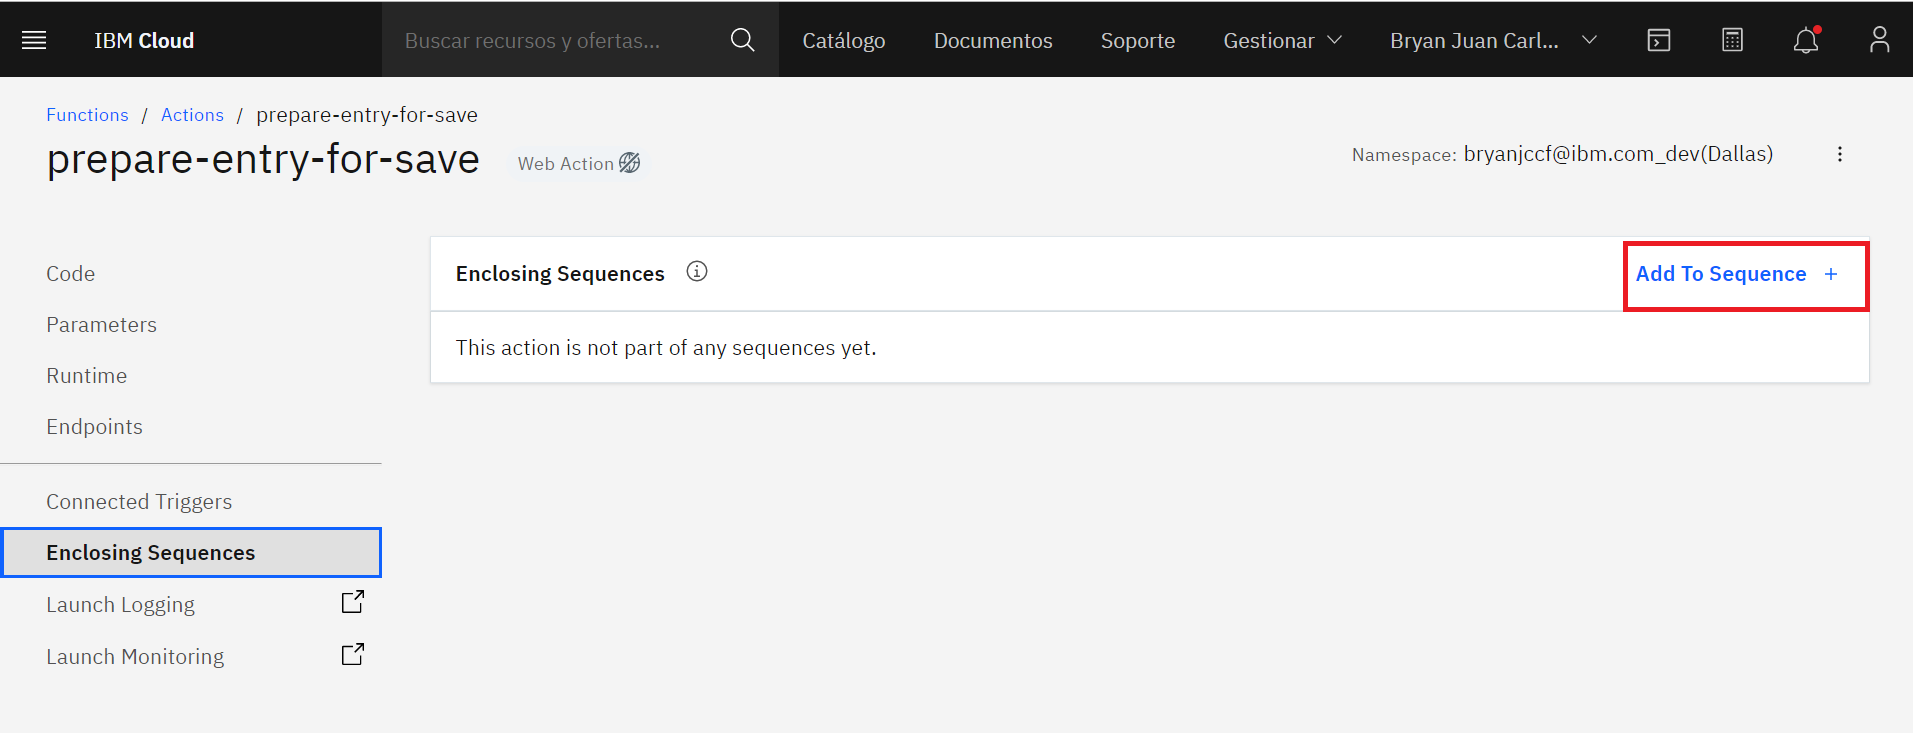 IBM Cloud
Buscar recursos y ofertas...
Catálogo
Documentos
Soporte
Gestionar
Bryan Juan Carl...
Functions / Actions / prepare-entry-for-save
prepare-entry-for-save
Web Action
Namespace: bryanjccf@ibm.com_dev(Dallas)
Code
Parameters
Runtime
Endpoints
Connected Triggers
Enclosing Sequences
Launch Logging
Launch Monitoring
Enclosing Sequences
Add To Sequence +
This action is not part of any sequences yet.